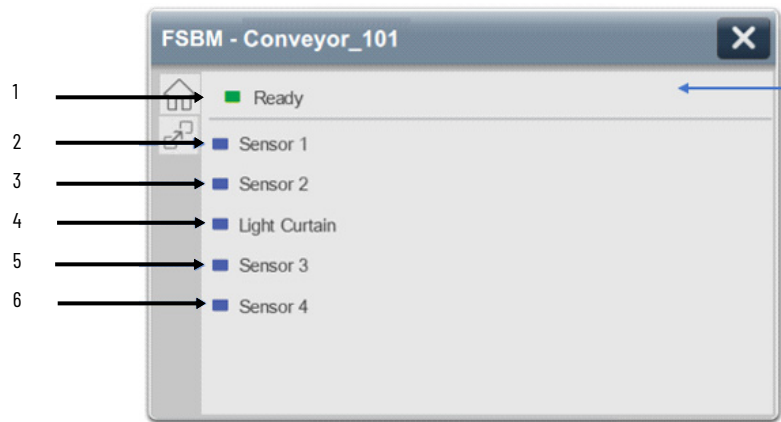 FSBM - Conveyor_101
1 Ready
2 Sensor 1
3 Sensor 2
4 Light Curtain
5 Sensor 3
6 Sensor 4